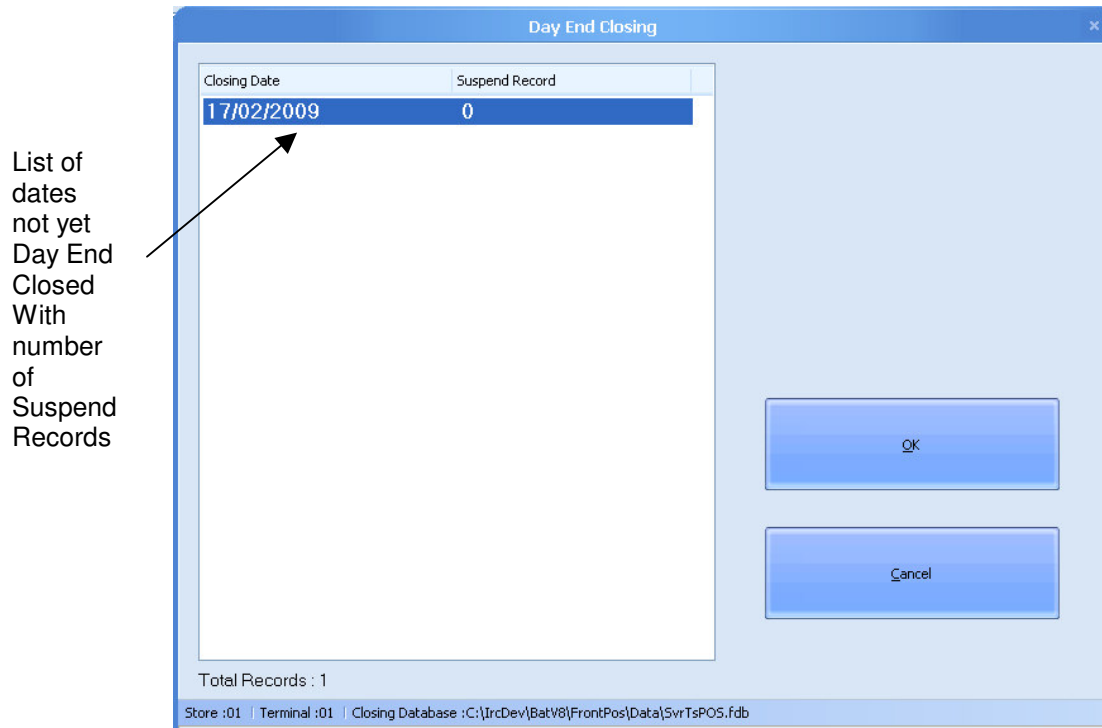 Day End Closing
Closing Date Suspend Record
17/02/2009 0
List of
dates
not yet
Day End
Closed
With
number
of
Suspend
Records
OK
Cancel
Total Records : 1
Store :01 Terminal :01 Closing Database :C:\IrcDev\BatV8\FrontPos\Data\SvrTsPOS.fdb